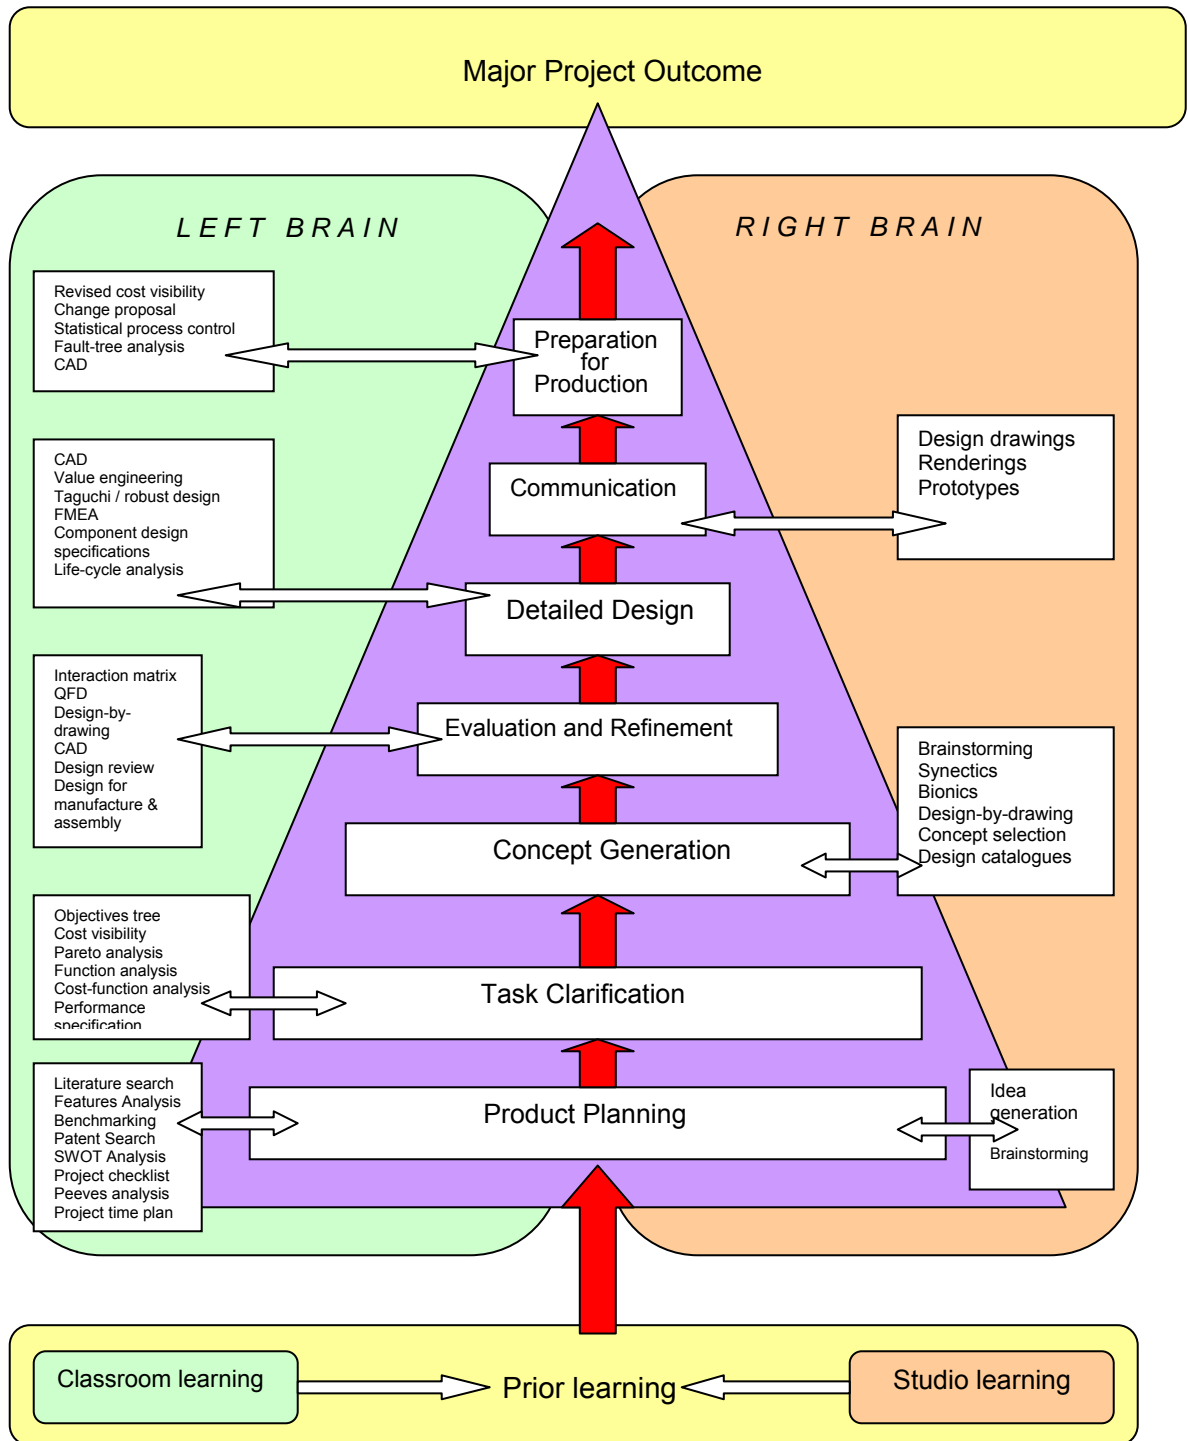 Major Project Outcome
LEFT BRAIN
RIGHT BRAIN
Revised cost visibility
Change proposal
Statistical process control
Fault-tree analysis
CAD
Preparation
for
Production
CAD
Value engineering
Taguchi / robust design
FMEA
Component design
specifications
Life-cycle analysis
Communication
Design drawings
Renderings
Prototypes
Detailed Design
Interaction matrix
QFD
Design-by-
drawing
CAD
Design review
Design for
manufacture &
assembly
Evaluation and Refinement
Concept Generation
Brainstorming
Synectics
Bionics
Design-by-drawing
Concept selection
Design catalogues
Objectives tree
Cost visibility
Pareto analysis
Function analysis
Cost-function analysis
Performance
specification
Task Clarification
Literature search
Features Analysis
Benchmarking
Patent Search
SWOT Analysis
Project checklist
Peeves analysis
Project time plan
Product Planning
Idea
generation
Brainstorming
Classroom learning
Prior learning
Studio learning